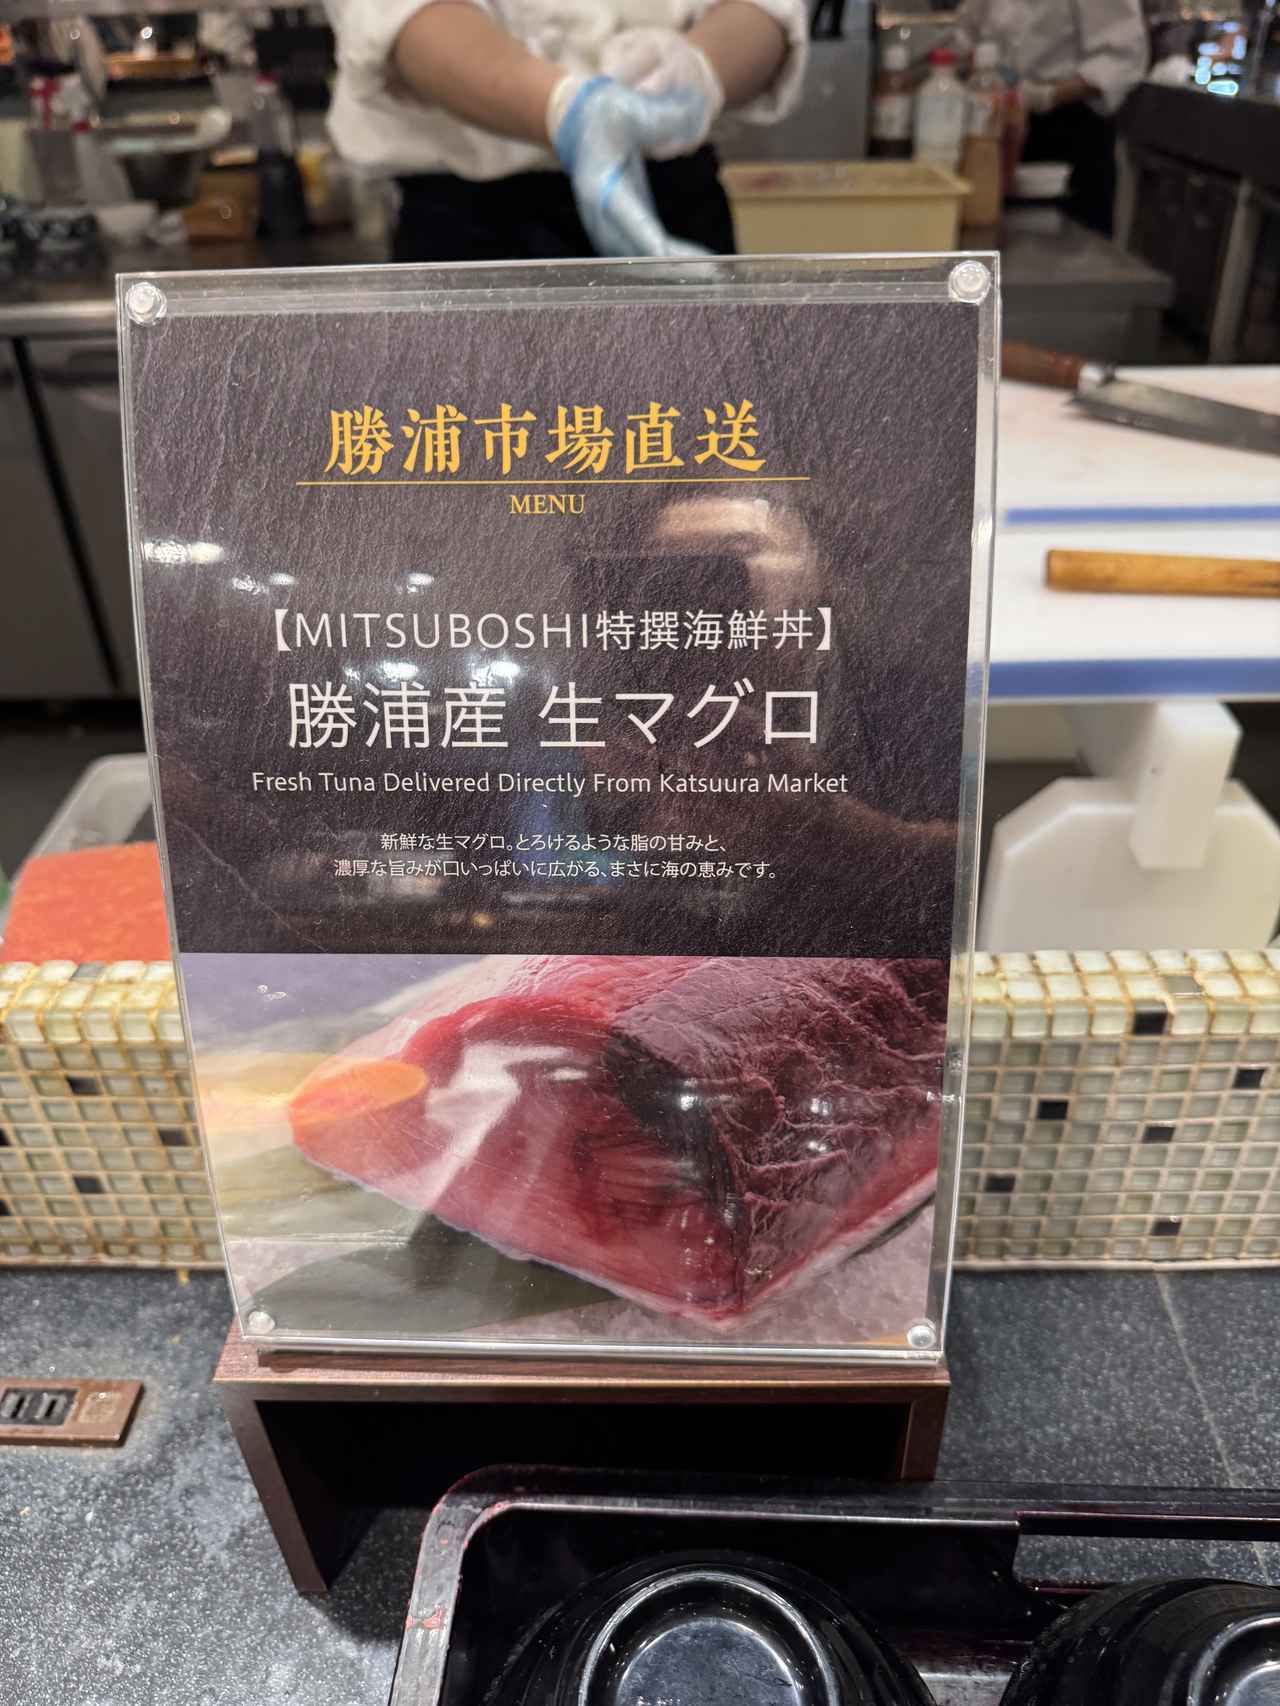 勝浦市場直送
MENU
【MITSUBOSHI特撰海鮮丼】
勝浦産 生マグロ
Fresh Tuna Delivered Directly From Katsuura Market
新鮮な生マグロ。とろけるような脂の甘みと、
濃厚な旨みが口いっぱいに広がる、まさに海の恵みです。